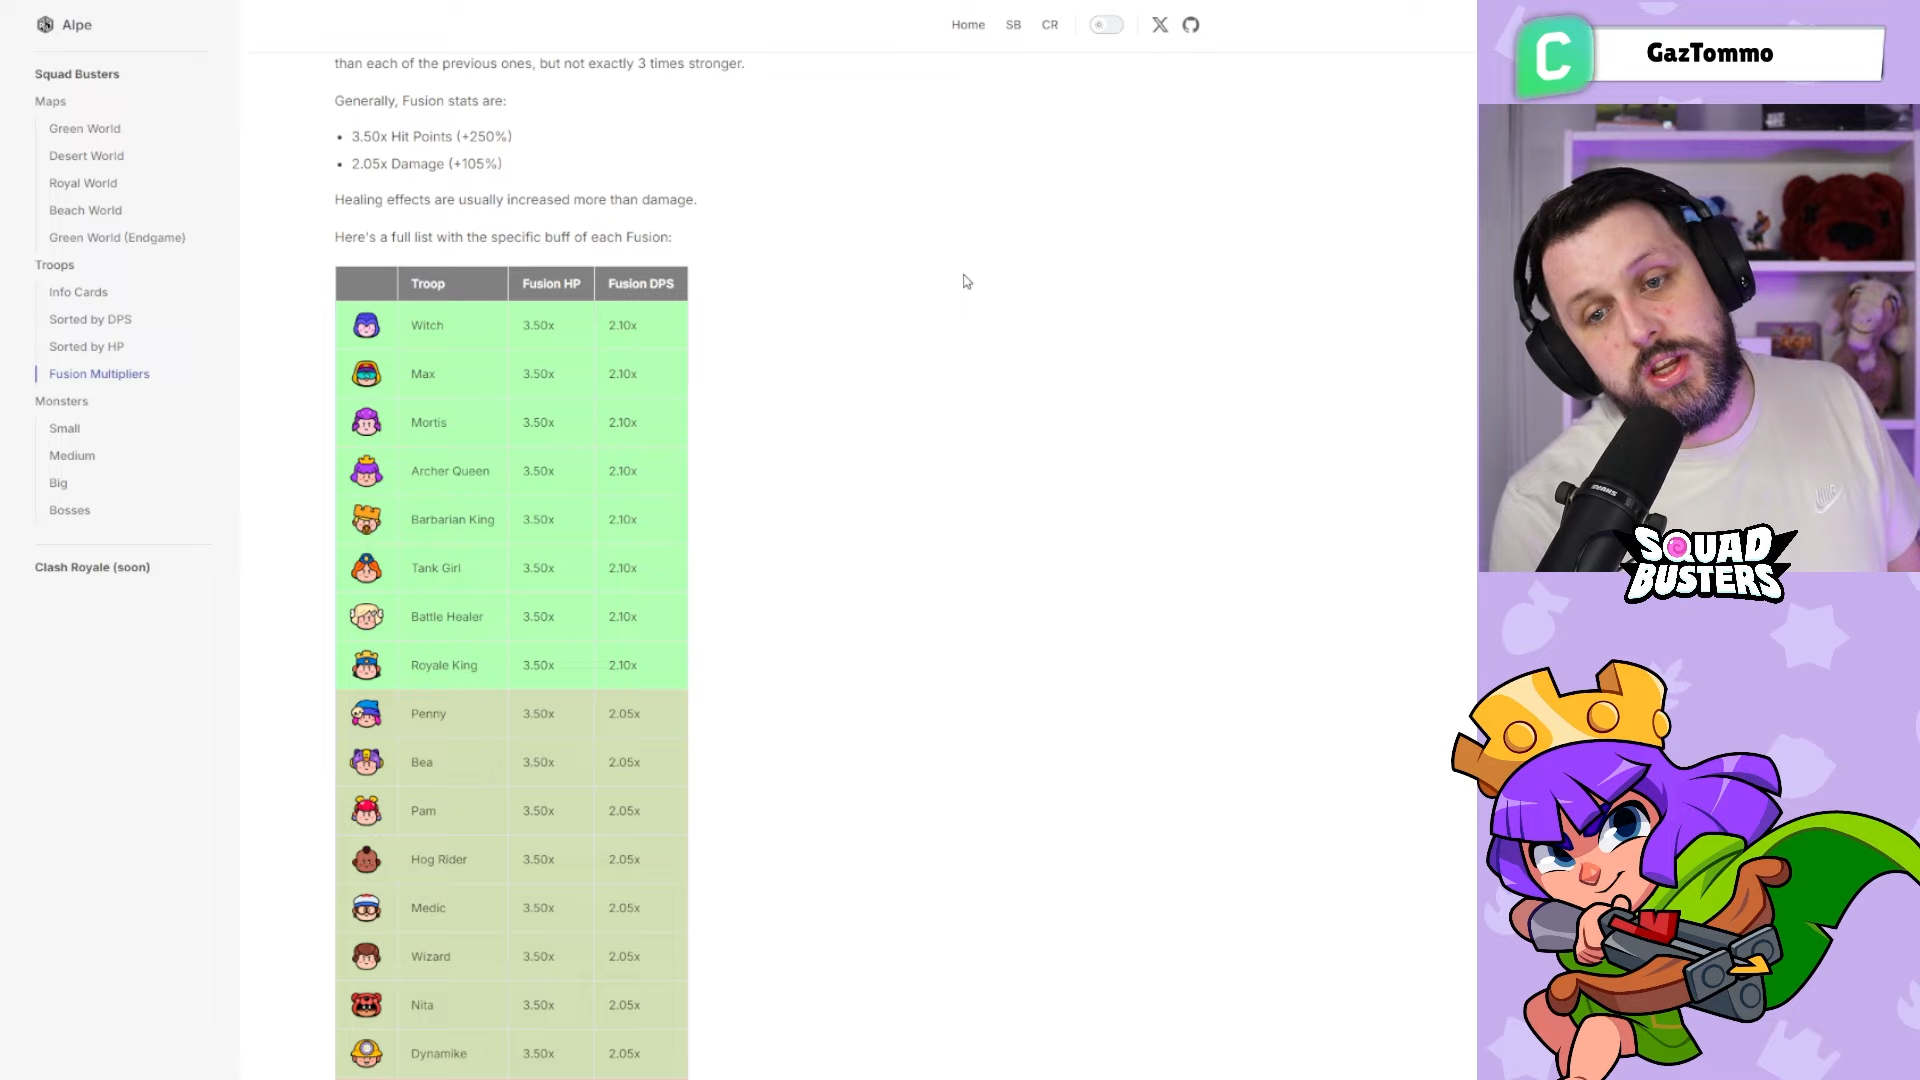 Alpe
Home SB CR
Squad Busters
Maps
Green World
Desert World
Royal World
Beach World
Green World (Endgame)
Troops
Info Cards
Sorted by DPS
Sorted by HP
Fusion Multipliers
Monsters
Small
Medium
Big
Bosses
Clash Royale (soon)
than each of the previous ones, but not exactly 3 times stronger.
Generally, Fusion stats are:
• 3.50x Hit Points (+250%)
• 2.05x Damage (+105%)
Healing effects are usually increased more than damage.
Here's a full list with the specific buff of each Fusion:
Troop Fusion HP Fusion DPS
Witch 3.50x 2.10x
Max 3.50x 2.10x
Mortis 3.50x 2.10x
Archer Queen 3.50x 2.10x
Barbarian King 3.50x 2.10x
Tank Girl 3.50x 2.10x
Battle Healer 3.50x 2.10x
Royale King 3.50x 2.10x
Penny 3.50x 2.05x
Bea 3.50x 2.05x
Pam 3.50x 2.05x
Hog Rider 3.50x 2.05x
Medic 3.50x 2.05x
Wizard 3.50x 2.05x
Nita 3.50x 2.05x
Dynamike 3.50x 2.05x
C GazTommo
SHURE
SQUAD
BUSTERS